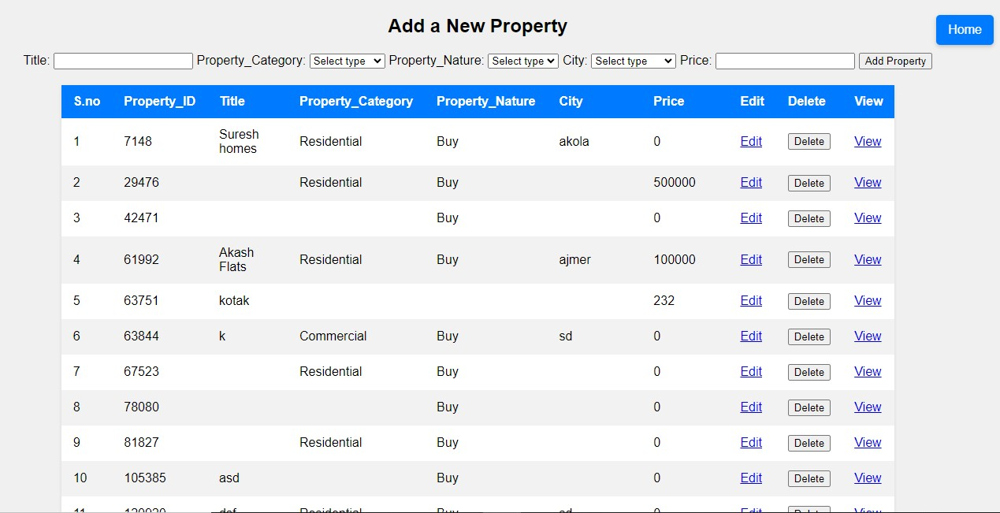 Add a New Property
Home
Title: Property_Category: Select type Property_Nature: Select type City: Select type Price: Add Property
S.no Property_ID Title Property_Category Property_Nature City Price Edit Delete View
1 7148 Suresh homes Residential Buy akola 0 Edit Delete View
2 29476 Residential Buy 500000 Edit Delete View
3 42471 Buy 0 Edit Delete View
4 61992 Akash Flats Residential Buy ajmer 100000 Edit Delete View
5 63751 kotak 232 Edit Delete View
6 63844 k Commercial Buy sd 0 Edit Delete View
7 67523 Residential Buy 0 Edit Delete View
8 78080 Buy 0 Edit Delete View
9 81827 Residential Buy 0 Edit Delete View
10 105385 asd Buy 0 Edit Delete View
11 Residential Buy 0 Edit Delete View